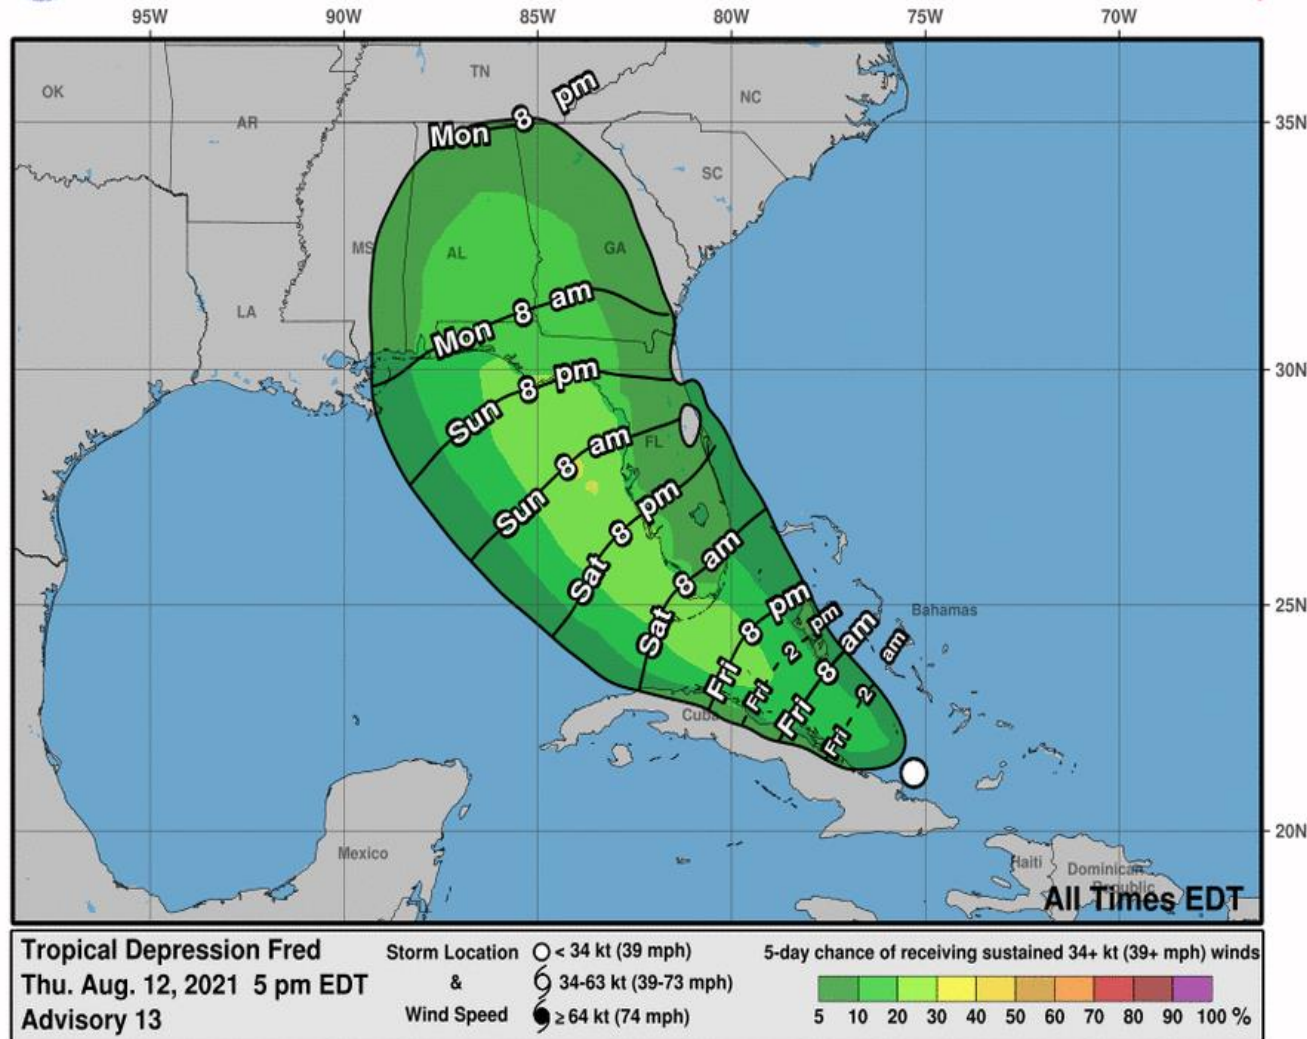 95W 90W 85W 80W 75W 70W
OK
TN
NC
AR
SC
MS
AL
GA
LA
FL
35N
30N
25N
20N
Mon 8 pm
Mon 8 am
Sun 8 pm
Sun 8 am
Sat 8 pm
Sat 8 am
Fri 8 pm
Fri 2 pm
Fri 8 am
Fri 2 am
Bahamas
Cuba
Mexico
Haiti
Dominican
Republic
All Times EDT
Tropical Depression Fred
Thu. Aug. 12, 2021 5 pm EDT
Advisory 13
Storm Location
&
Wind Speed
< 34 kt (39 mph)
34-63 kt (39-73 mph)
≥ 64 kt (74 mph)
5-day chance of receiving sustained 34+ kt (39+ mph) winds
5 10 20 30 40 50 60 70 80 90 100 %